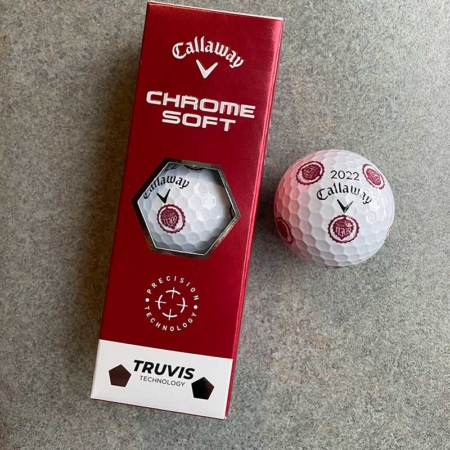 Callaway
CHROME
SOFT
Callaway
PRECISION
TECHNOLOGY
TRUVIS
TECHNOLOGY
2022
Callaway